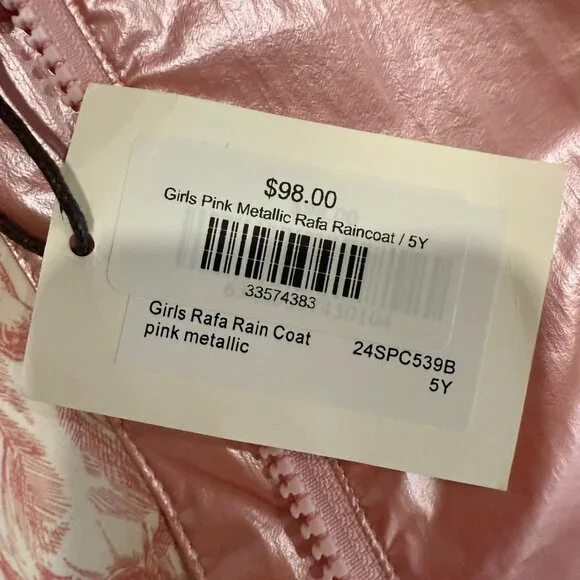 $98.00
Girls Pink Metallic Rafa Raincoat / 5Y
33574383
Girls Rafa Rain Coat 24SPC539B
pink metallic 5Y